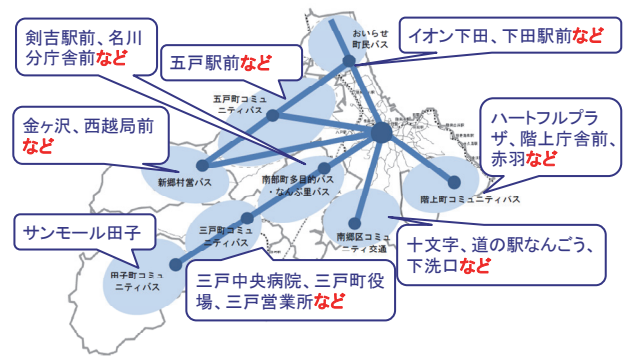 剣吉駅前、名川
分庁舎前など
五戸駅前など
おいらせ
町民バス
イオン下田、下田駅前など
金ヶ沢、西越局前
など
五戸町コミュ
ニティバス
ハートフルプラ
ザ、階上庁舎前、
赤羽など
新郷村営バス
南部町多目的バス
・なんぶ里バス
階上町コミュニティバス
サンモール田子
三戸町コミュ
ニティバス
南郷区コミュ
ニティ交通
十文字、道の駅なんごう、
下洗口など
田子町コミュ
ニティバス
三戸中央病院、三戸町役
場、三戸営業所など